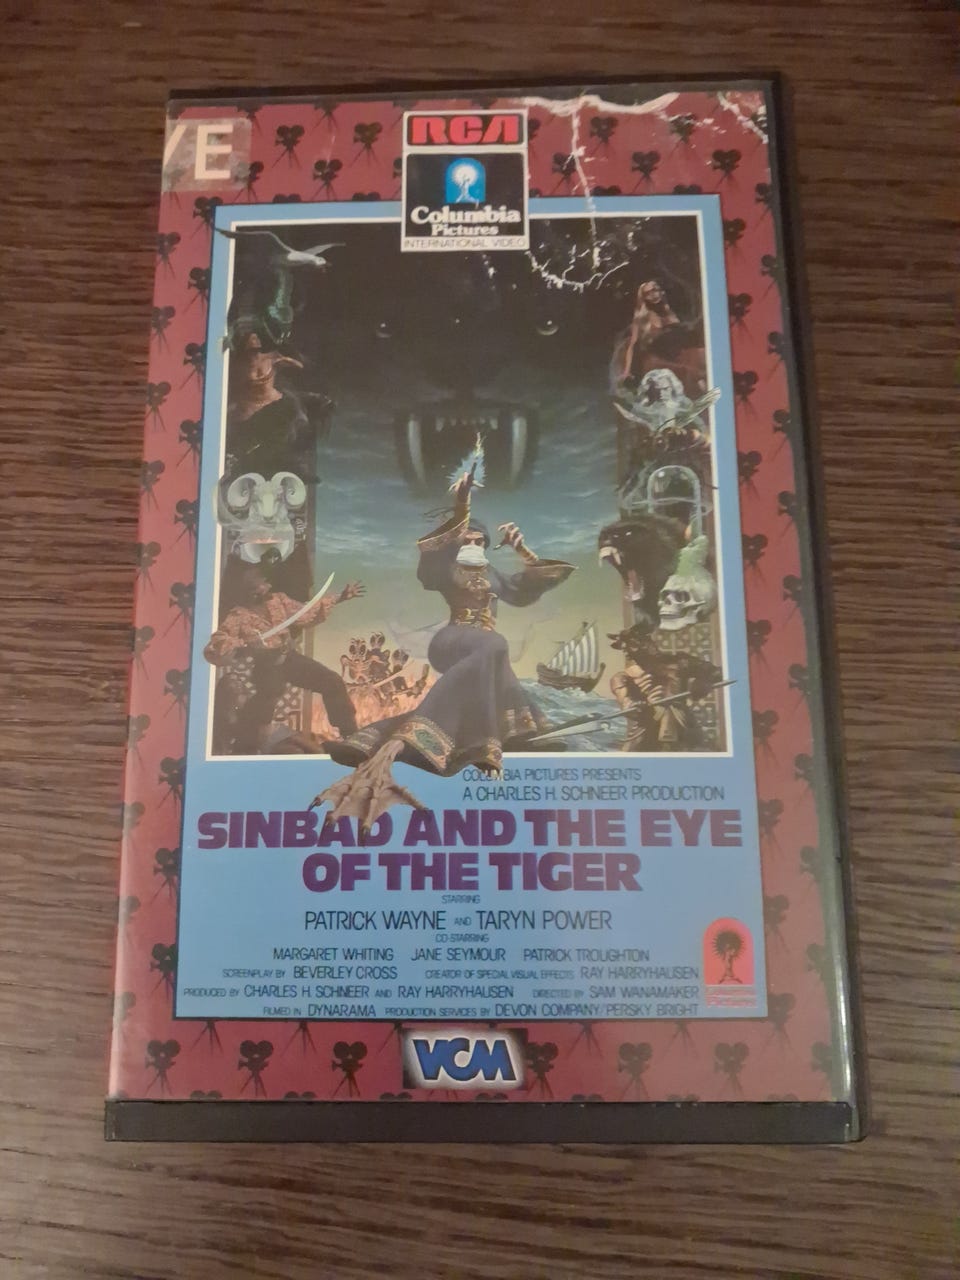 VE
RCA
Columbia
Pictures
INTERNATIONAL VIDEO
COLUMBIA PICTURES PRESENTS
A CHARLES H. SCHNEER PRODUCTION
SINBAD AND THE EYE
OF THE TIGER
STARRING
PATRICK WAYNE AND TARYN POWER
CO-STARRING
MARGARET WHITING JANE SEYMOUR PATRICK TROUGHTON
SCREENPLAY BY BEVERLEY CROSS CREATOR OF SPECIAL VISUAL EFFECTS RAY HARRYHAUSEN
PRODUCED BY CHARLES H. SCHNEER AND RAY HARRYHAUSEN DIRECTED BY SAM WANAMAKER
FILMED IN DYNARAMA PRODUCTION SERVICES BY DEVON COMPANY/PERSKY BRIGHT
Columbia
Pictures
VCM